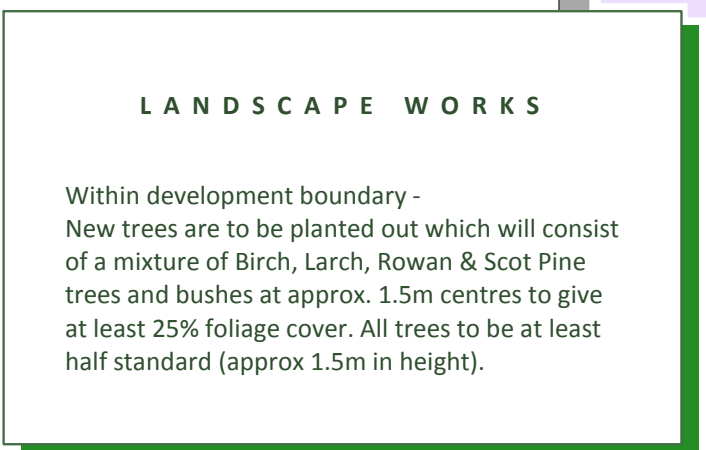 LANDSCAPE WORKS
Within development boundary -
New trees are to be planted out which will consist
of a mixture of Birch, Larch, Rowan & Scot Pine
trees and bushes at approx. 1.5m centres to give
at least 25% foliage cover. All trees to be at least
half standard (approx 1.5m in height).